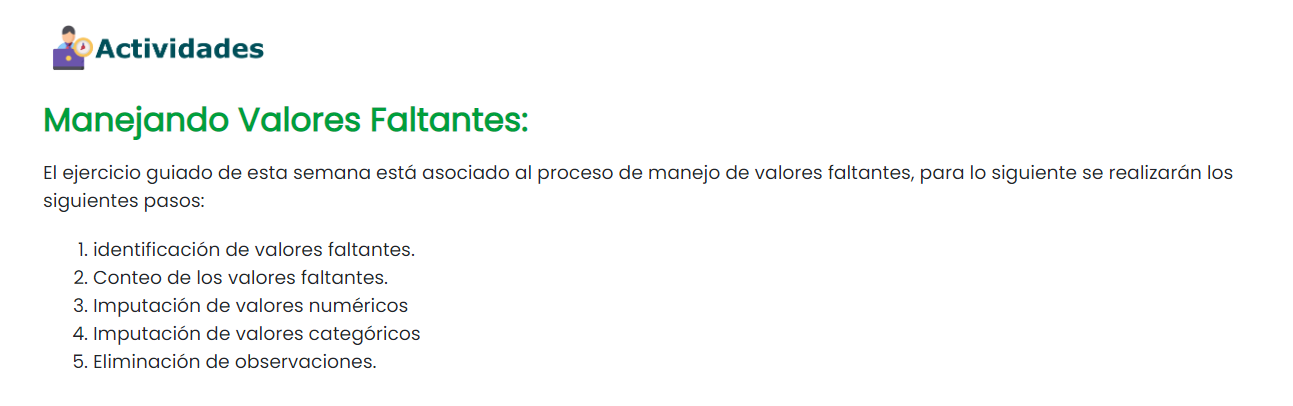 Actividades
Manejando Valores Faltantes:
El ejercicio guiado de esta semana está asociado al proceso de manejo de valores faltantes, para lo siguiente se realizarán los
siguientes pasos:
1. identificación de valores faltantes.
2. Conteo de los valores faltantes.
3. Imputación de valores numéricos
4. Imputación de valores categóricos
5. Eliminación de observaciones.